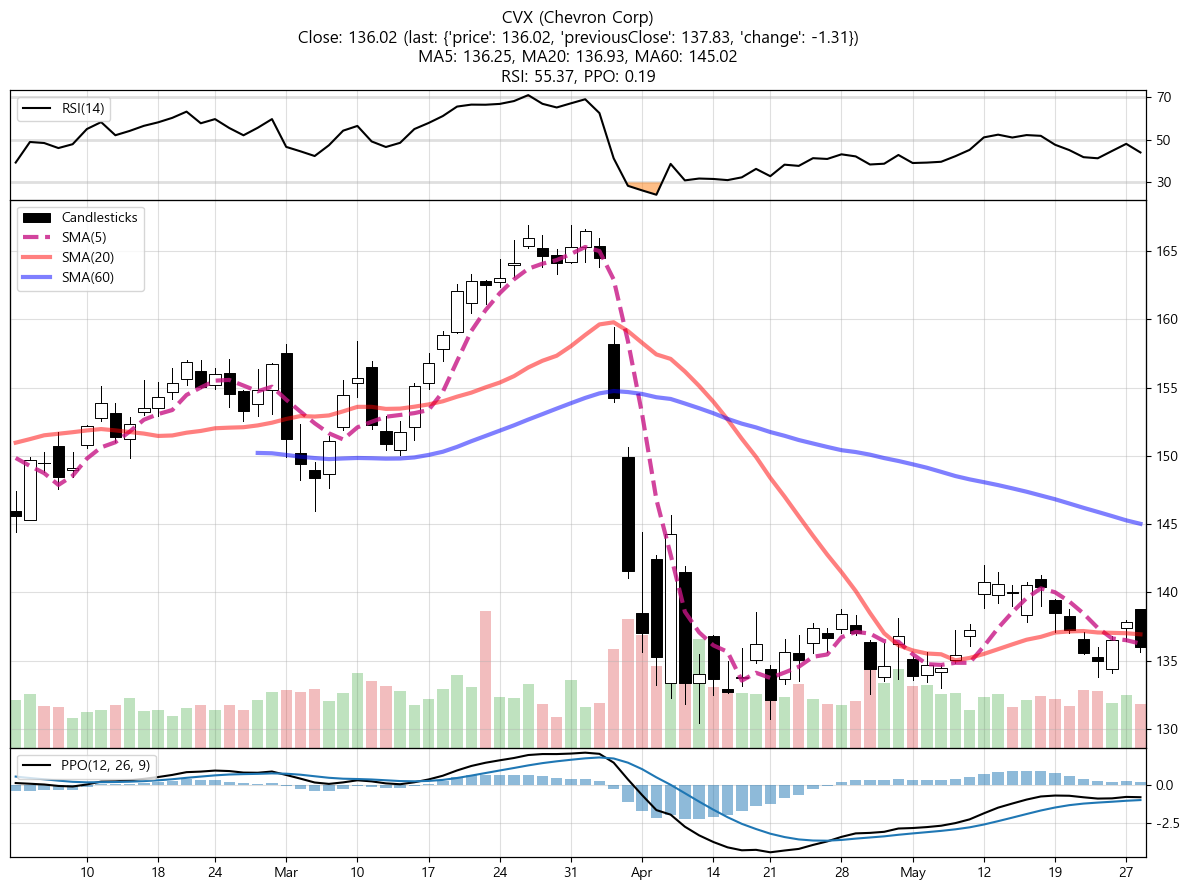 CVX (Chevron Corp)
Close: 136.02 (last: {'price': 136.02, 'previousClose': 137.83, 'change': -1.31})
MA5: 136.25, MA20: 136.93, MA60: 145.02
RSI: 55.37, PPO: 0.19
RSI(14)
70
50
30
Candlesticks
SMA(5)
SMA(20)
SMA(60)
165
160
155
150
145
140
135
130
PPO(12, 26, 9)
0.0
−2.5
10 18 24 Mar 10 18 24 31 Apr 14 21 28 May 12 19 27